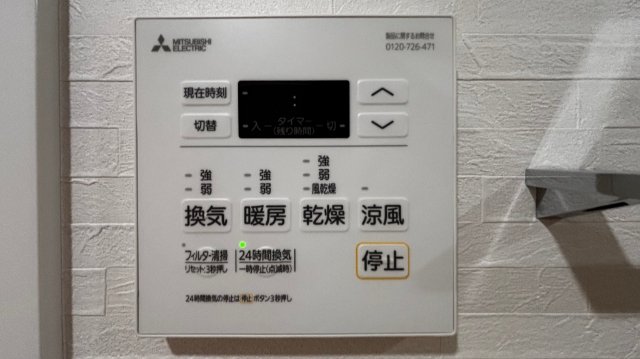 MITSUBISHI
ELECTRIC
製品に関するお問合せ
0120-726-471
現在時刻
切替
:
入 タイマー 切
(残り時間)
強
弱
強
弱
強
弱
風乾燥
換気
暖房
乾燥
涼風
フィルター清掃
リセット:3秒押し
24時間換気
一時停止(点滅時)
停止
24時間換気の停止は 停止 ボタン3秒押し